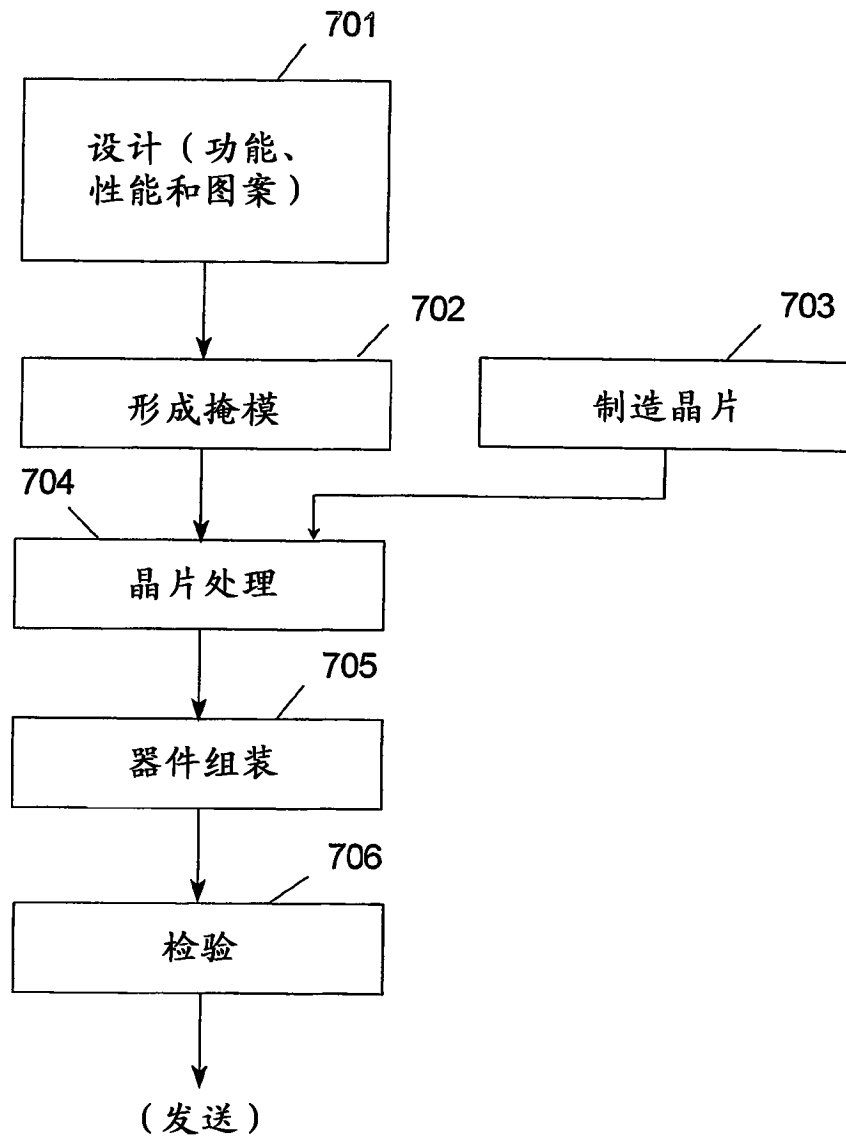 701
设计（功能、
性能和图案）
702
形成掩模
703
制造晶片
704
晶片处理
705
器件组装
706
检验
（发送）